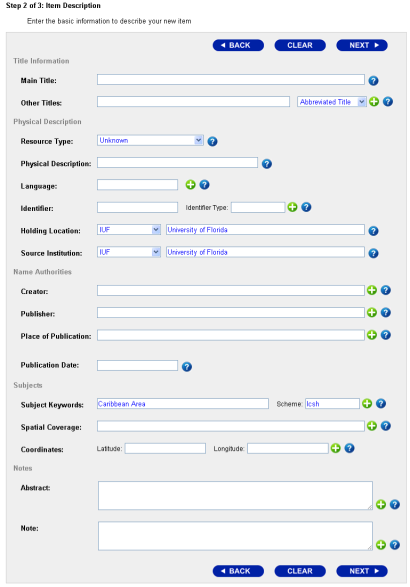 Step 2 of 3: Item Description
Enter the basic information to describe your new item
BACK CLEAR NEXT
Title Information
Main Title:
Other Titles: Abbreviated Title
Physical Description
Resource Type: Unknown
Physical Description:
Language:
Identifier: Identifier Type:
Holding Location: IUF University of Florida
Source Institution: IUF University of Florida
Name Authorities
Creator:
Publisher:
Place of Publication:
Publication Date:
Subjects
Subject Keywords: Caribbean Area Scheme: lcsh
Spatial Coverage:
Coordinates: Latitude: Longitude:
Notes
Abstract:
Note:
BACK CLEAR NEXT